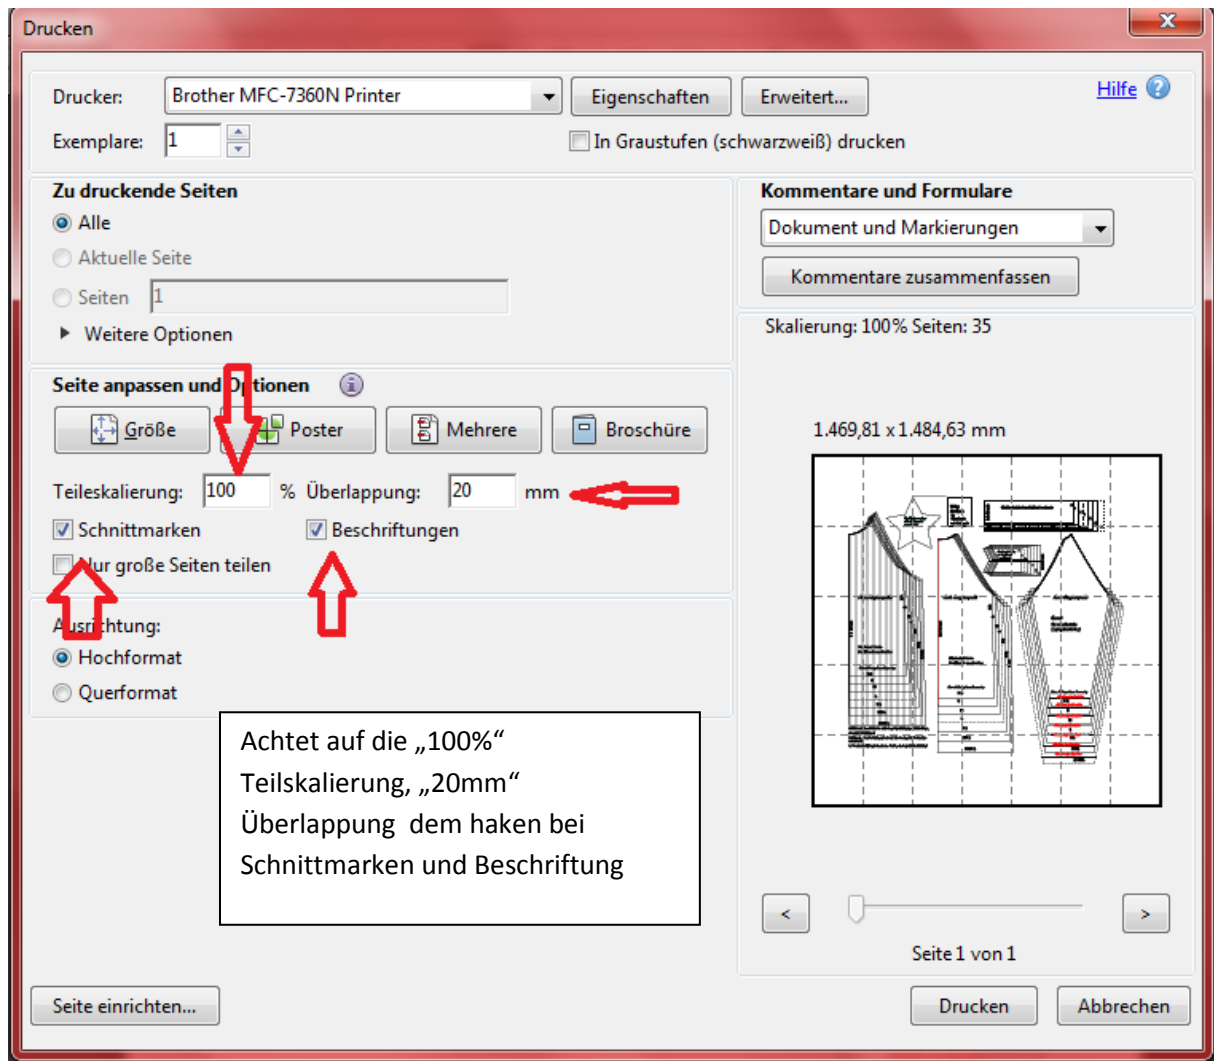 Drucken
Drucker: Brother MFC-7360N Printer Eigenschaften Erweitert... Hilfe
Exemplare: 1 In Graustufen (schwarzweiß) drucken
Zu druckende Seiten
Alle
Aktuelle Seite
Seiten 1
Weitere Optionen
Kommentare und Formulare
Dokument und Markierungen
Kommentare zusammenfassen
Seite anpassen und Optionen
Größe Poster Mehrere Broschüre
Teileskalierung: 100 % Überlappung: 20 mm
Schnittmarken Beschriftungen
Nur große Seiten teilen
Ausrichtung:
Hochformat
Querformat
Achtet auf die „100%“
Teilskalierung, „20mm“
Überlappung dem haken bei
Schnittmarken und Beschriftung
Skalierung: 100% Seiten: 35
1.469,81 x 1.484,63 mm
< >
Seite 1 von 1
Seite einrichten... Drucken Abbrechen